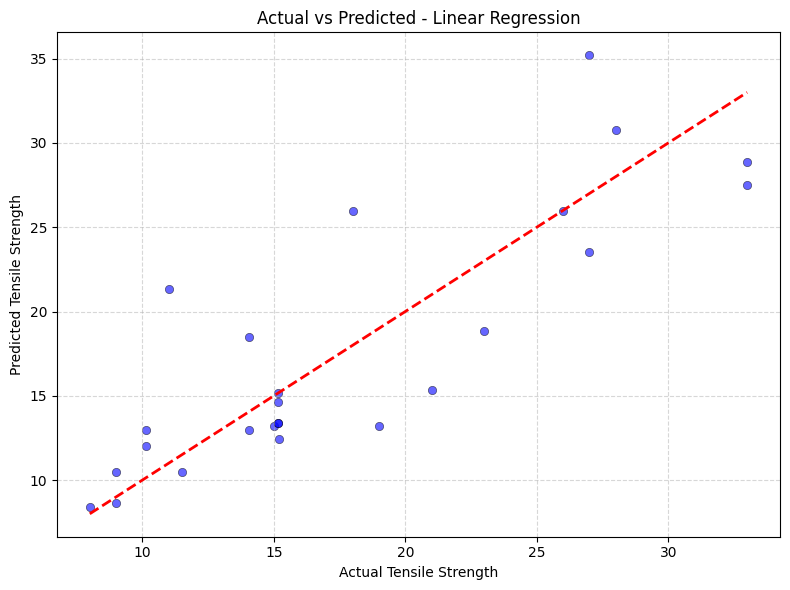 Actual vs Predicted - Linear Regression
Predicted Tensile Strength
35
30
25
20
15
10
10 15 20 25 30
Actual Tensile Strength